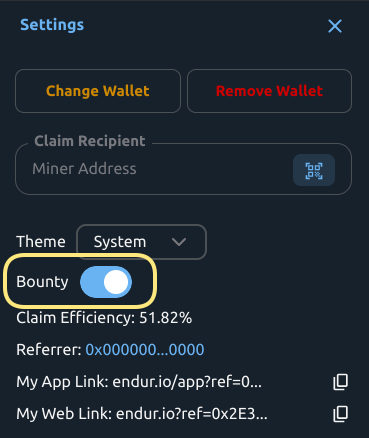 Settings
Change Wallet
Remove Wallet
Claim Recipient
Miner Address
Theme
System
Bounty
Claim Efficiency: 51.82%
Referrer: 0x000000...0000
My App Link: endur.io/app?ref=0...
My Web Link: endur.io?ref=0x2E3...